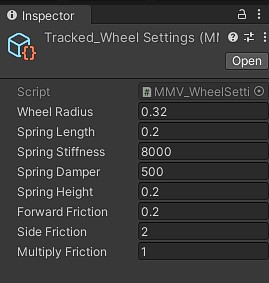 Inspector
Tracked_Wheel Settings (MM
Open
Script MMV_WheelSetti
Wheel Radius 0.32
Spring Length 0.2
Spring Stiffness 8000
Spring Damper 500
Spring Height 0.2
Forward Friction 0.2
Side Friction 2
Multiply Friction 1